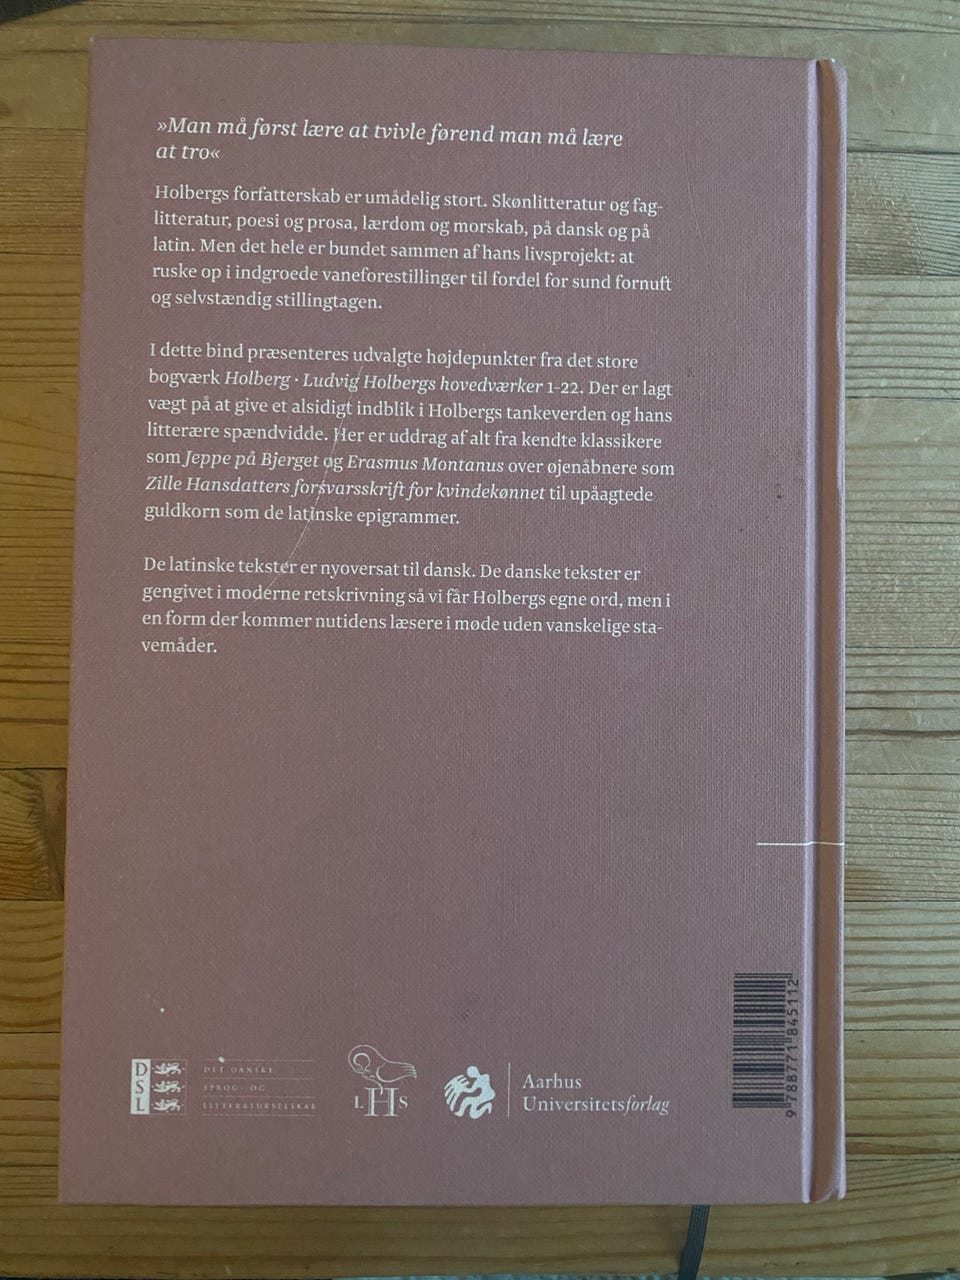 »Man må først lære at tvivle førend man må lære
at tro«
Holbergs forfatterskab er umådelig stort. Skønlitteratur og fag-
litteratur, poesi og prosa, lærdom og morskab, på dansk og på
latin. Men det hele er bundet sammen af hans livsprojekt: at
ruske op i indgroede vaneforestillinger til fordel for sund fornuft
og selvstændig stillingtagen.
I dette bind præsenteres udvalgte højdepunkter fra det store
bogværk Holberg · Ludvig Holbergs hovedværker 1-22. Der er lagt
vægt på at give et alsidigt indblik i Holbergs tankeverden og hans
litterære spændvidde. Her er uddrag af alt fra kendte klassikere
som Jeppe på Bjerget og Erasmus Montanus over øjenåbnere som
Zille Hansdatters forsvarsskrift for kvindekønnet til upåagtede
guldkorn som de latinske epigrammer.
De latinske tekster er nyoversat til dansk. De danske tekster er
gengivet i moderne retskrivning så vi får Holbergs egne ord, men i
en form der kommer nutidens læsere i møde uden vanskelige sta-
vemåder.
D
S
L
DET DANSKE
SPROG- OG
LITTERATURSELSKAB
LHS
Aarhus
Universitetsforlag
9 788771 845112